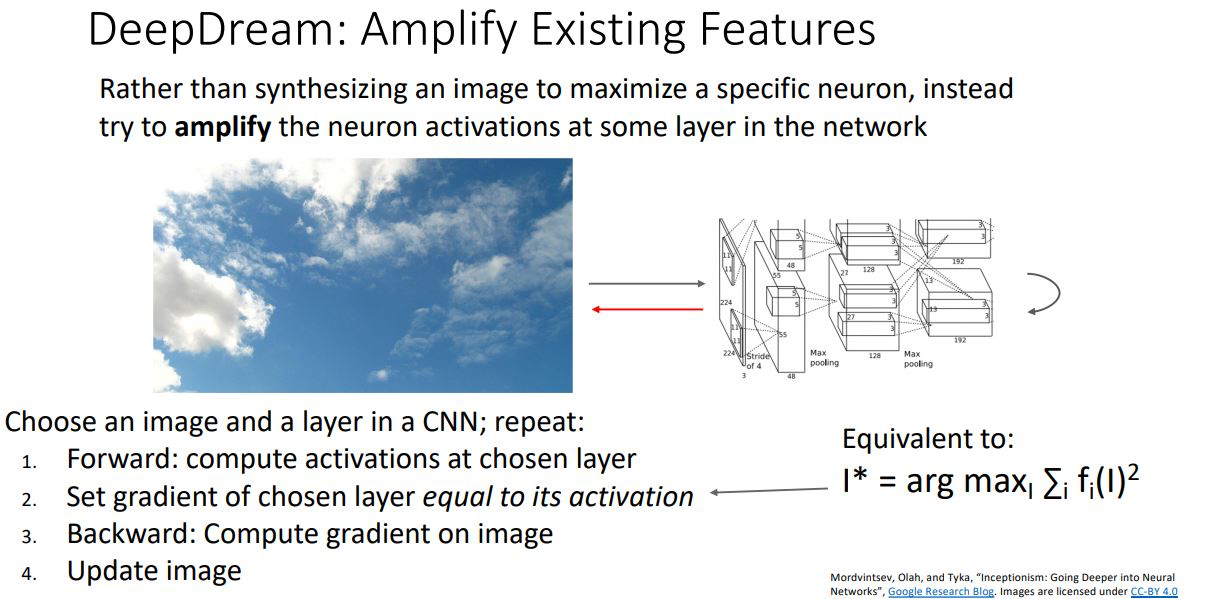 DeepDream: Amplify Existing Features
Rather than synthesizing an image to maximize a specific neuron, instead
try to amplify the neuron activations at some layer in the network
11
11
224
11
11
224
Stride
of 4
3
5
5
48
55
5
5
55
48
3
3
27
128
3
3
27
3
3
128
Max
pooling
Max
pooling
3
3
192
13
3
3
13
192
Choose an image and a layer in a CNN; repeat:
1. Forward: compute activations at chosen layer
2. Set gradient of chosen layer equal to its activation
3. Backward: Compute gradient on image
4. Update image
Equivalent to:
I* = arg max_I ∑_i f_i(I)²
Mordvintsev, Olah, and Tyka, “Inceptionism: Going Deeper into Neural
Networks”, Google Research Blog. Images are licensed under CC-BY 4.0